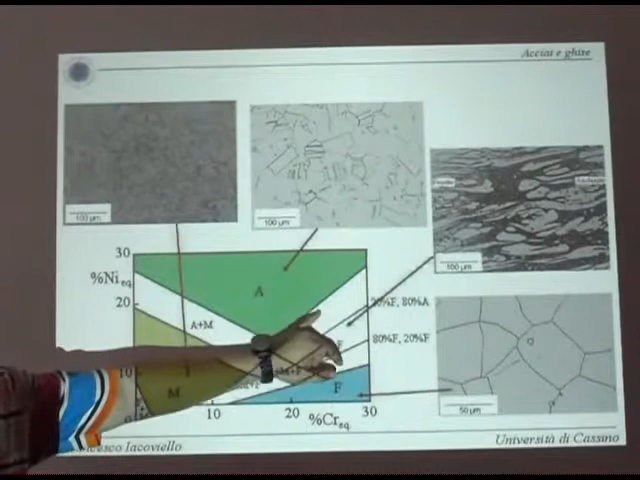 Acciai e ghise
100 µm
100 µm
100 µm
50 µm
30
%Ni eq
20
10
A
A+M
M
F
20%F, 80%A
80%F, 20%F
F
10
20
30
%Cr eq
Iacoviello
Università di Cassino